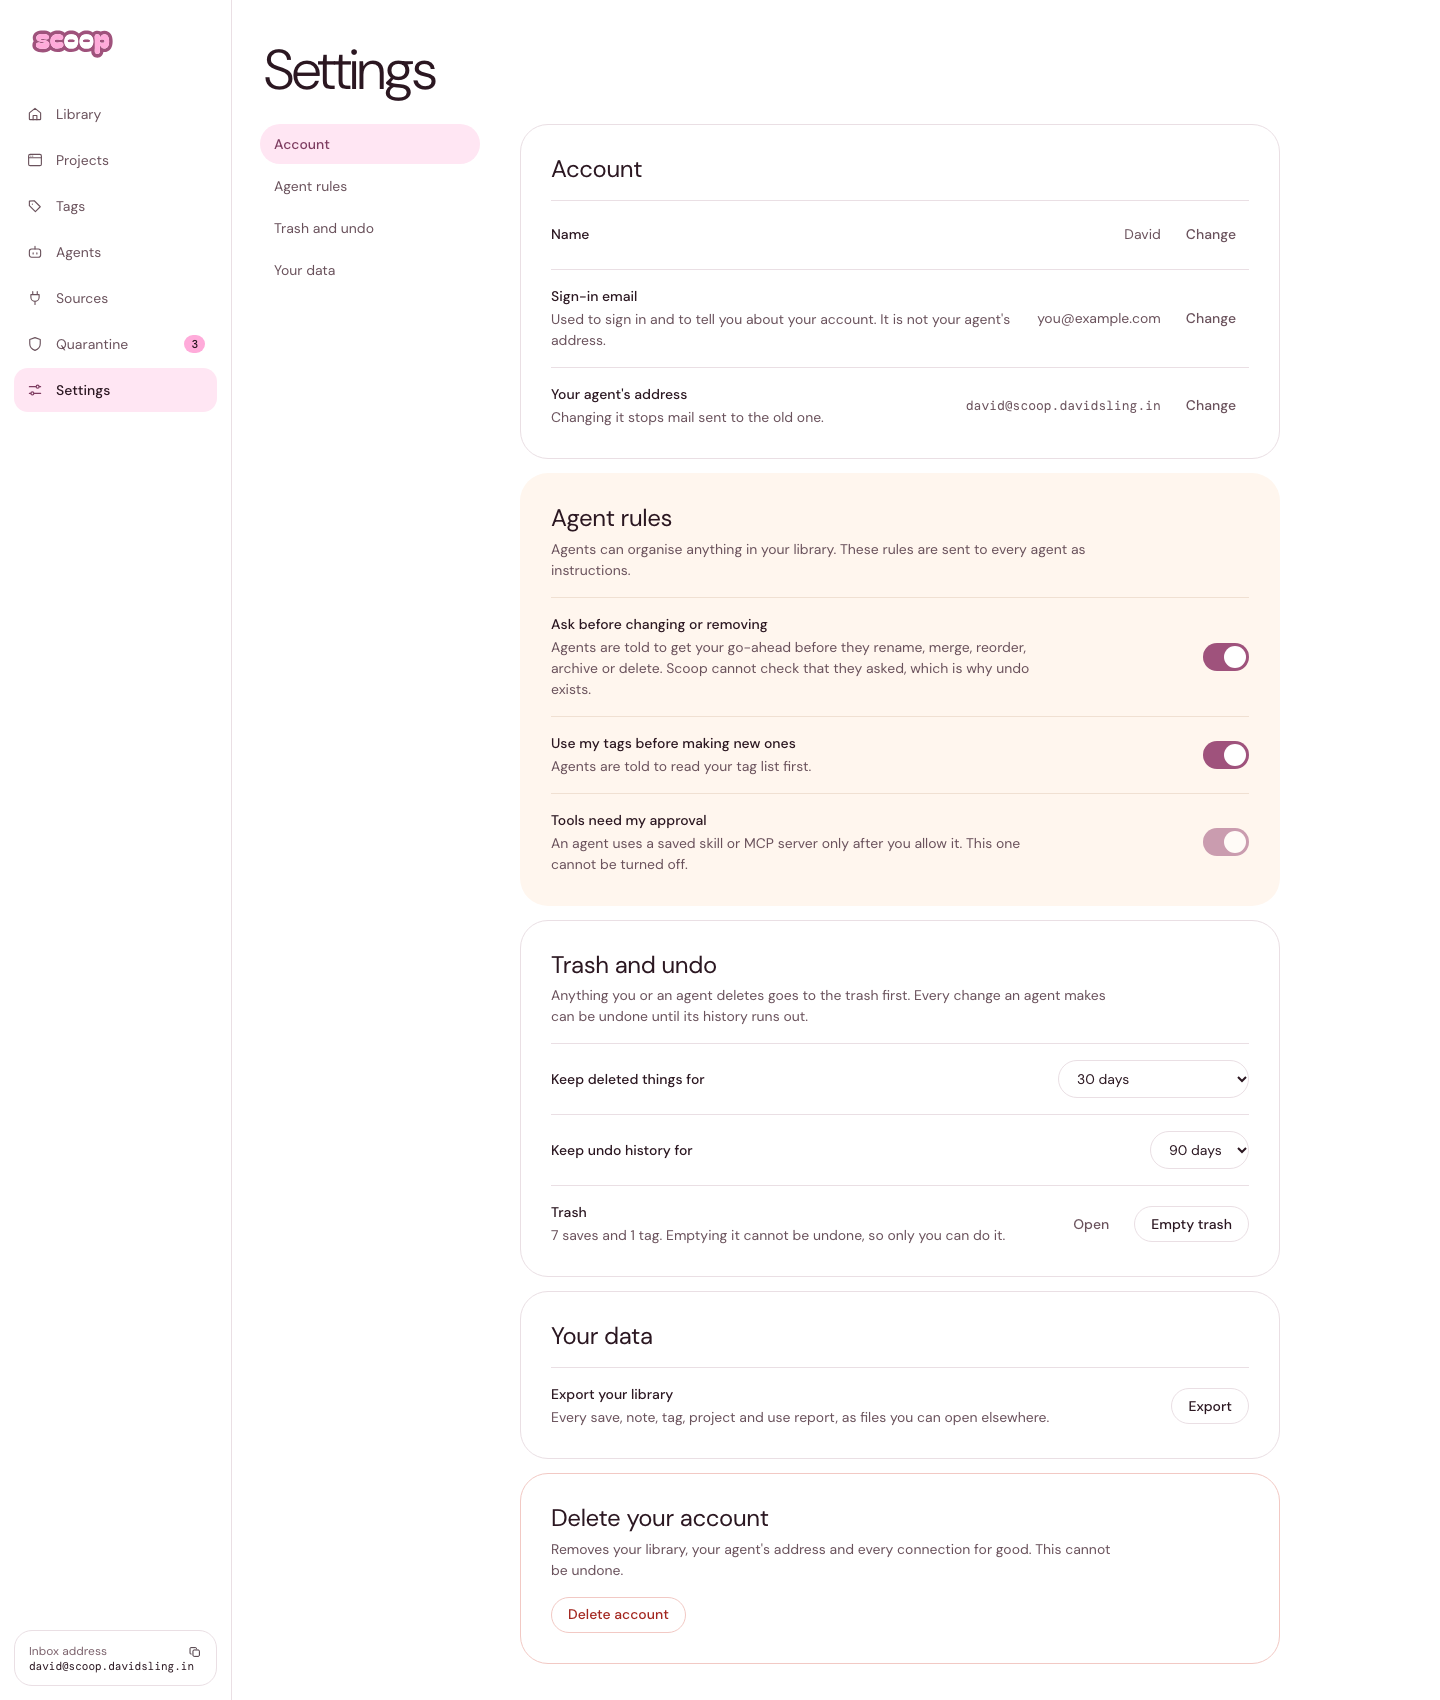 scoop
Library
Projects
Tags
Agents
Sources
Quarantine 3
Settings
Inbox address
david@scoop.davidsling.in
Settings
Account
Agent rules
Trash and undo
Your data
Account
Name David Change
Sign-in email
Used to sign in and to tell you about your account. It is not your agent's
address.
you@example.com Change
Your agent's address
Changing it stops mail sent to the old one.
david@scoop.davidsling.in Change
Agent rules
Agents can organise anything in your library. These rules are sent to every agent as
instructions.
Ask before changing or removing
Agents are told to get your go-ahead before they rename, merge, reorder,
archive or delete. Scoop cannot check that they asked, which is why undo
exists.
Use my tags before making new ones
Agents are told to read your tag list first.
Tools need my approval
An agent uses a saved skill or MCP server only after you allow it. This one
cannot be turned off.
Trash and undo
Anything you or an agent deletes goes to the trash first. Every change an agent makes
can be undone until its history runs out.
Keep deleted things for 30 days
Keep undo history for 90 days
Trash
7 saves and 1 tag. Emptying it cannot be undone, so only you can do it.
Open Empty trash
Your data
Export your library
Every save, note, tag, project and use report, as files you can open elsewhere.
Export
Delete your account
Removes your library, your agent's address and every connection for good. This cannot
be undone.
Delete account